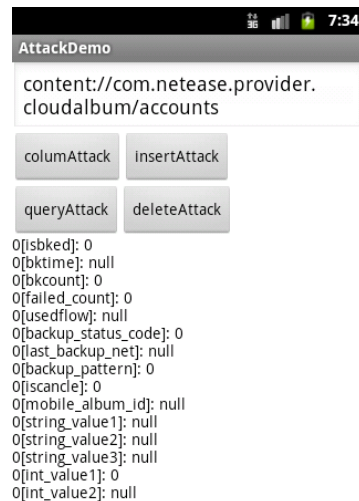 3G 7:34
AttackDemo
content://com.netease.provider.
cloudalbum/accounts
columAttack insertAttack
queryAttack deleteAttack
0[isbked]: 0
0[bktime]: null
0[bkcount]: 0
0[failed_count]: 0
0[usedflow]: null
0[backup_status_code]: 0
0[last_backup_net]: null
0[backup_pattern]: 0
0[iscancle]: 0
0[mobile_album_id]: null
0[string_value1]: null
0[string_value2]: null
0[string_value3]: null
0[int_value1]: 0
0[int_value2]: null